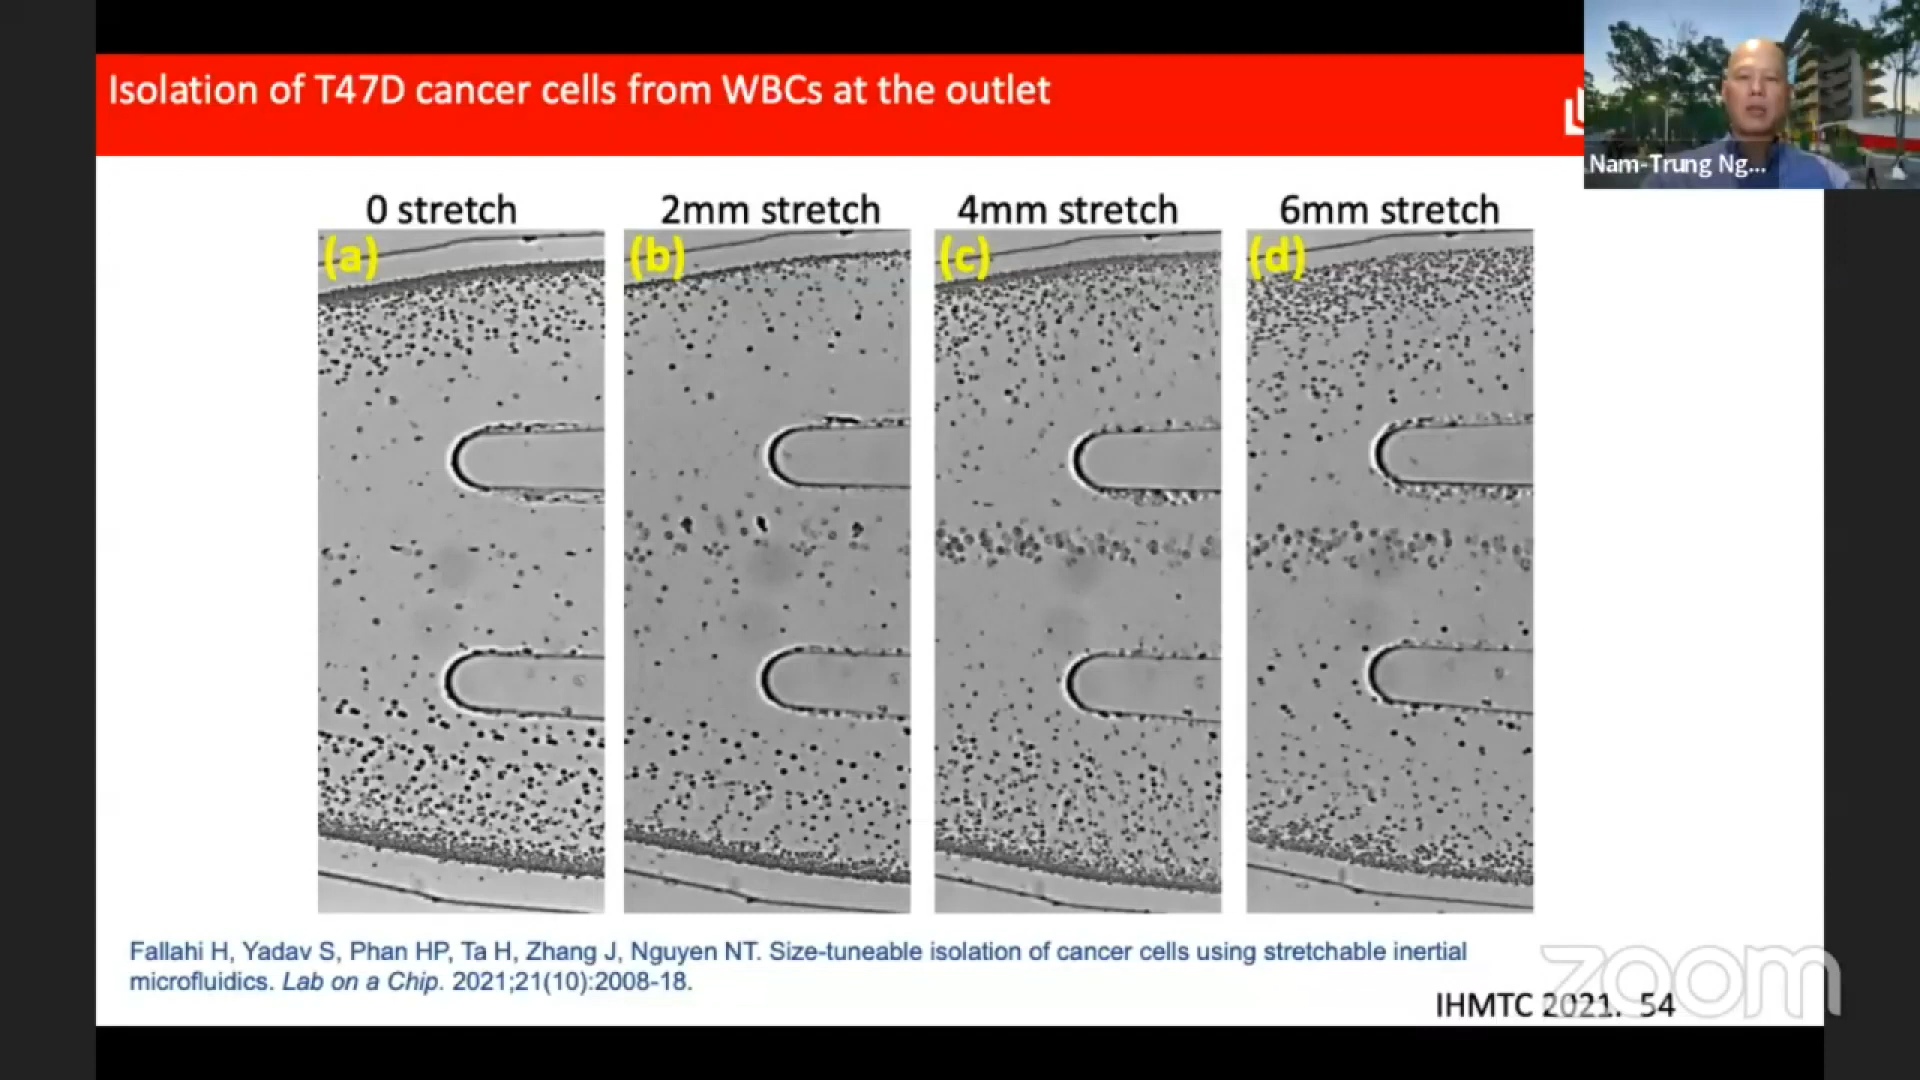 Isolation of T47D cancer cells from WBCs at the outlet
Nam-Trung Ng...
0 stretch
2mm stretch
4mm stretch
6mm stretch
(a)
(b)
(c)
(d)
Fallahi H, Yadav S, Phan HP, Ta H, Zhang J, Nguyen NT. Size-tuneable isolation of cancer cells using stretchable inertial
microfluidics. Lab on a Chip. 2021;21(10):2008-18.
IHMTC 2021. 54
zoom